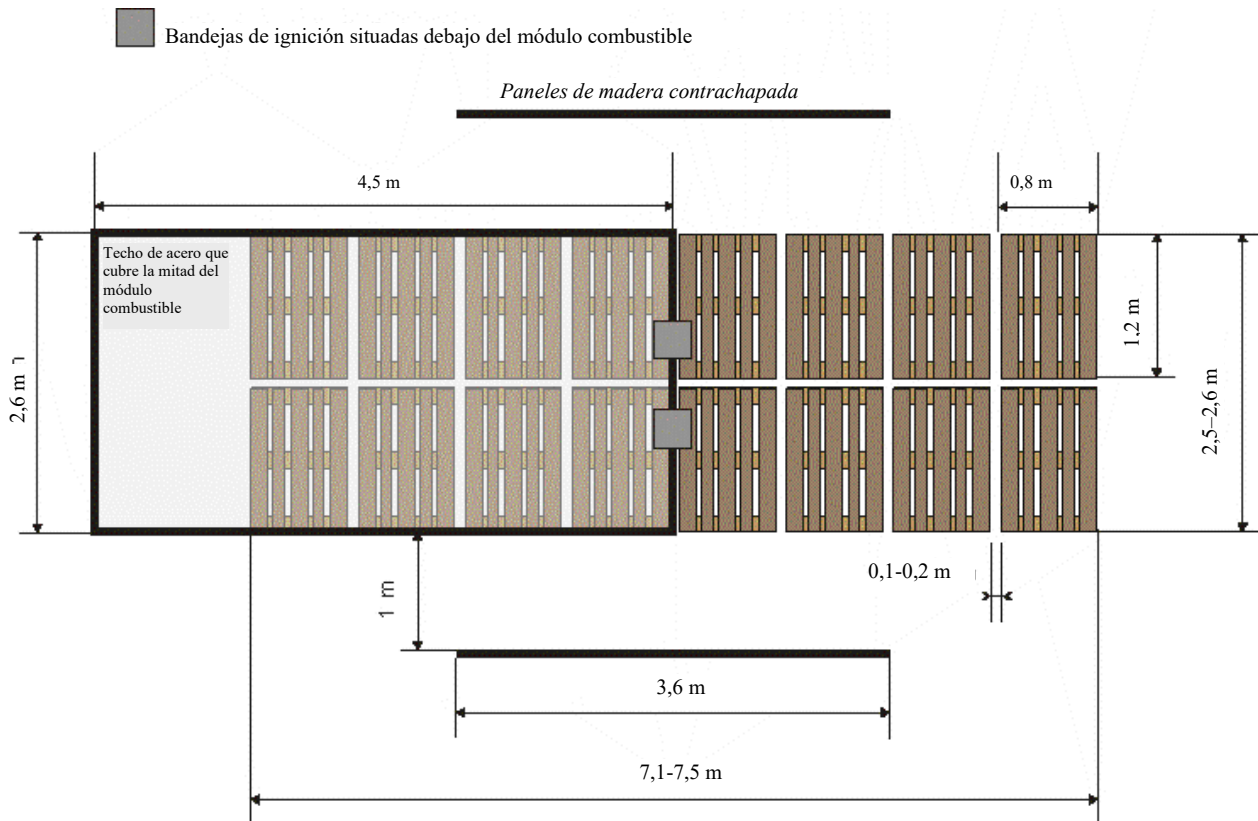 Bandejas de ignición situadas debajo del módulo combustible
Paneles de madera contrachapada
4,5 m
0,8 m
Techo de acero que
cubre la mitad del
módulo
combustible
2,6 m
1,2 m
2,5–2,6 m
0,1-0,2 m
1 m
3,6 m
7,1-7,5 m